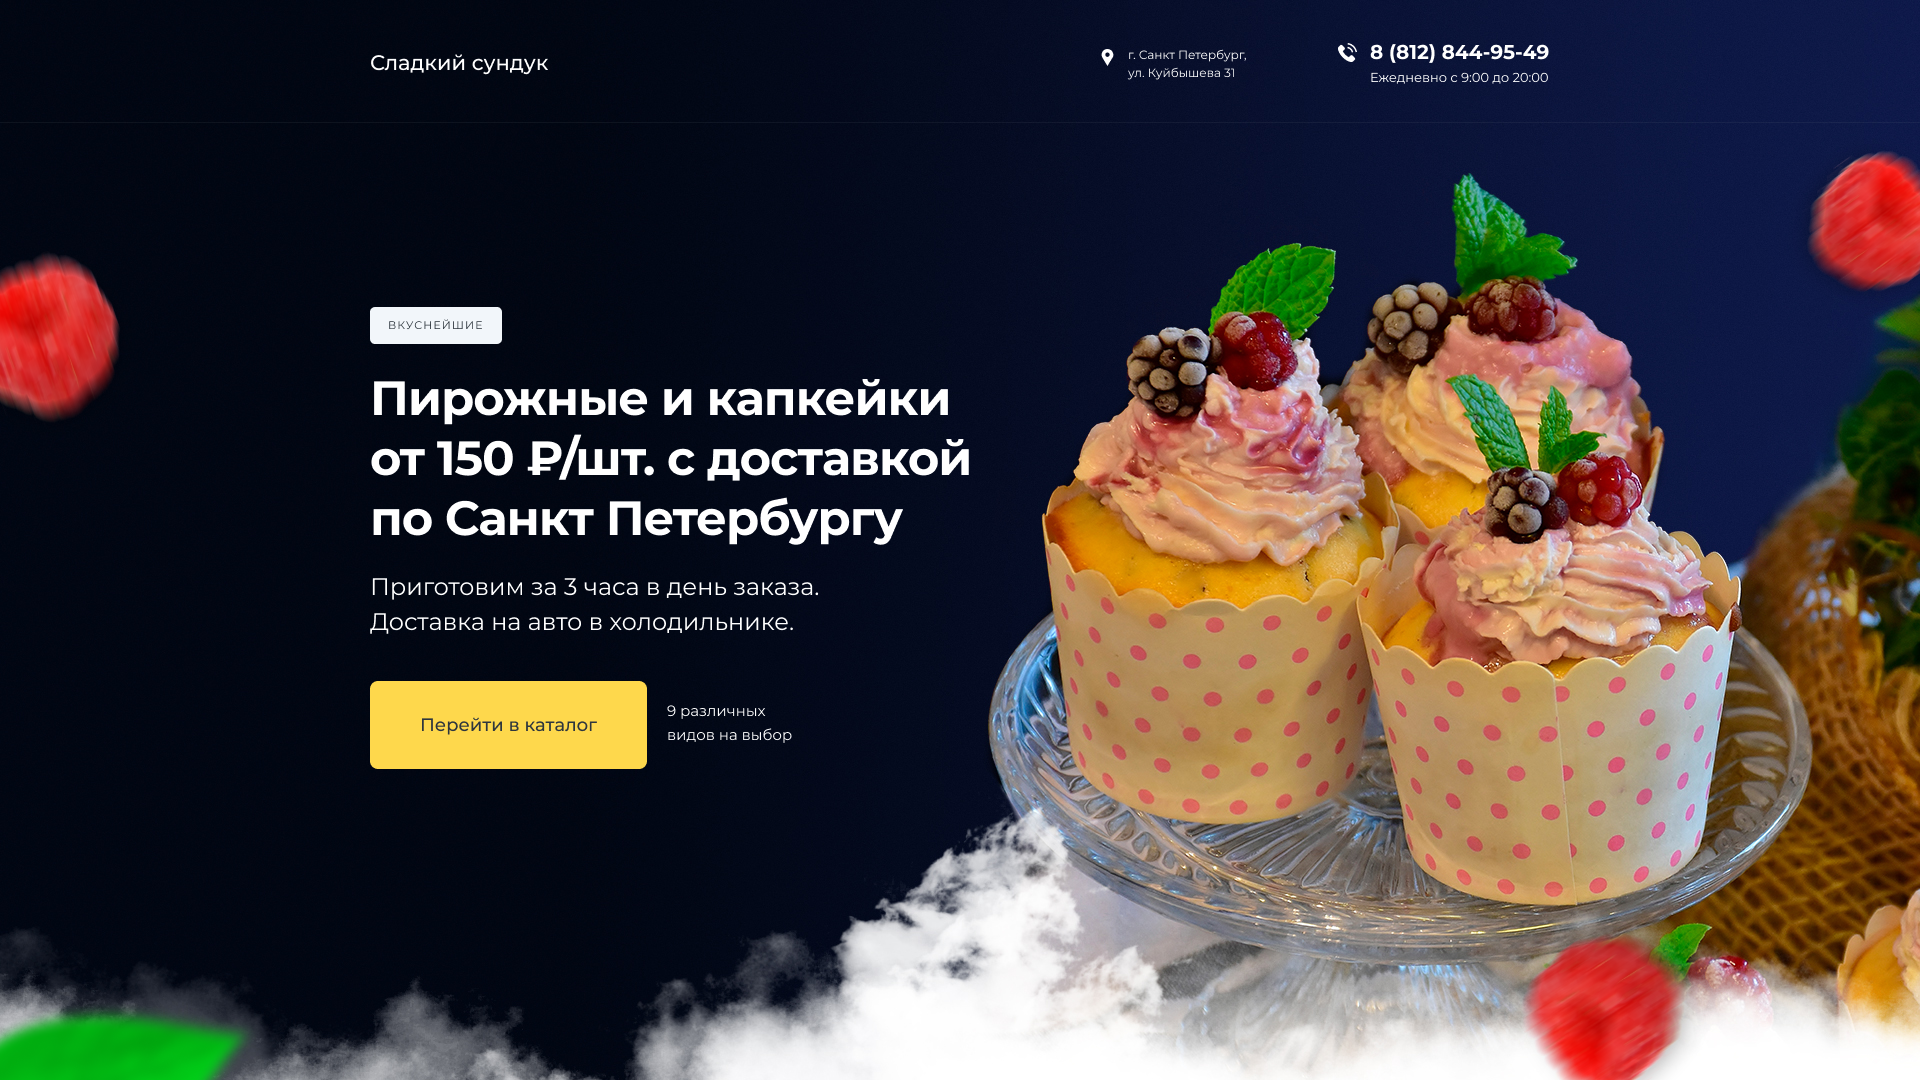 Сладкий сундук
г. Санкт Петербург,
ул. Куйбышева 31
8 (812) 844-95-49
Ежедневно с 9:00 до 20:00
ВКУСНЕЙШИЕ
Пирожные и капкейки
от 150 ₽/шт. с доставкой
по Санкт Петербургу
Приготовим за 3 часа в день заказа.
Доставка на авто в холодильнике.
Перейти в каталог
9 различных
видов на выбор